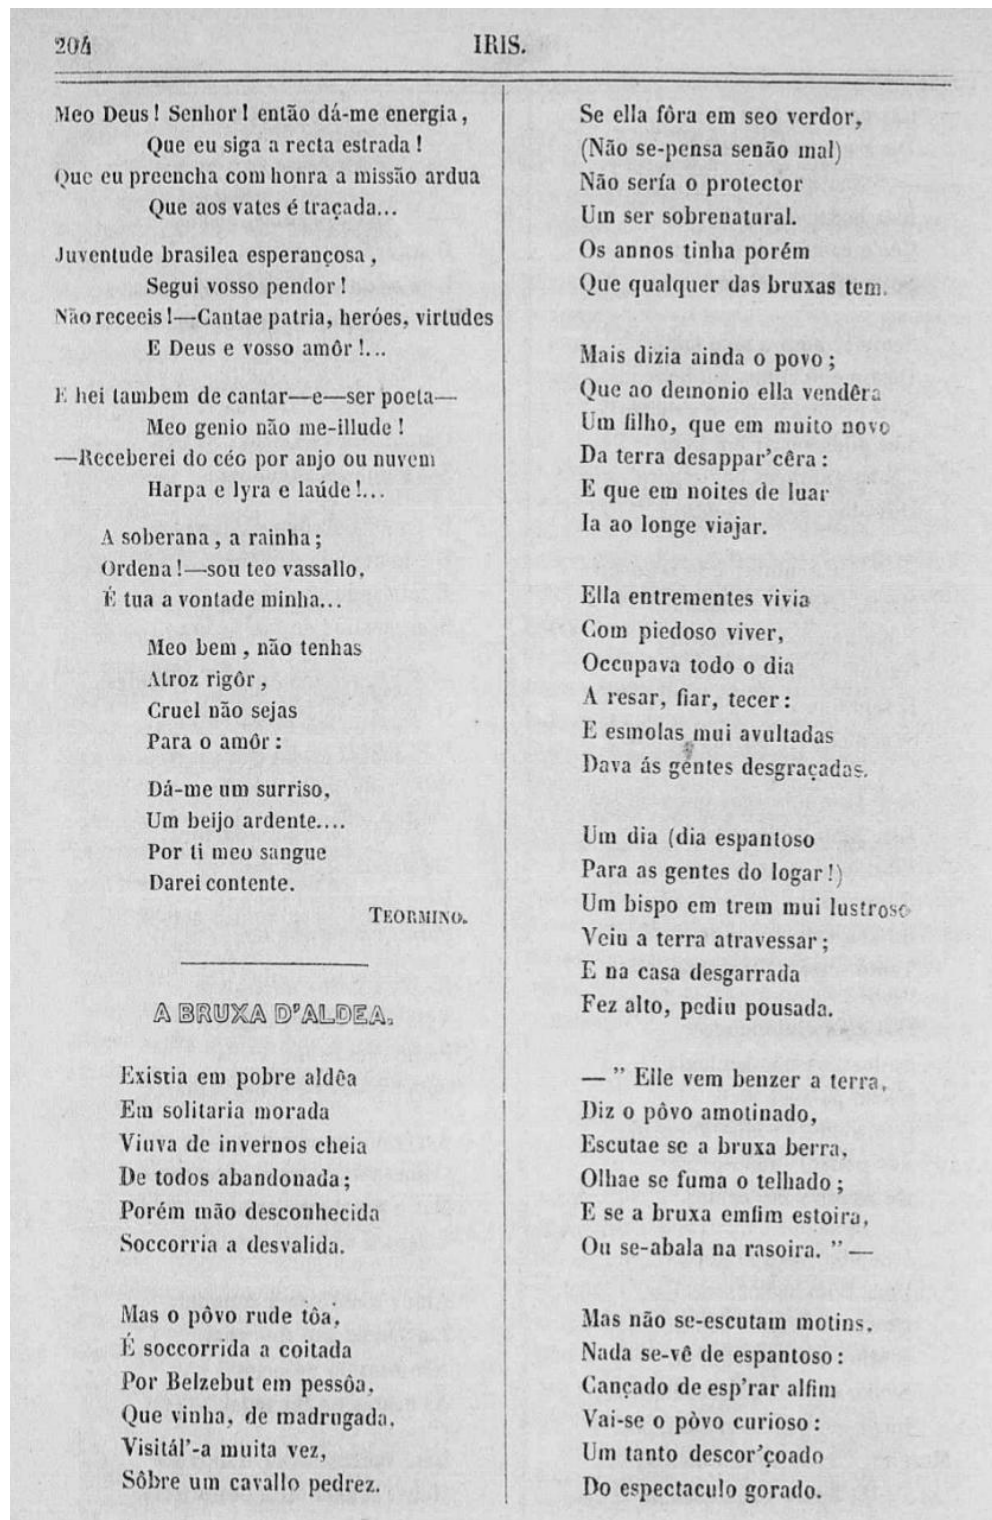 204
IRIS.
Meo Deus! Senhor! então dá-me energia,
Que eu siga a recta estrada!
Que eu preencha com honra a missão ardua
Que aos vates é traçada...
Juventude brasilea esperançosa,
Segui vosso pendor!
Não receeis!—Cantae patria, heróes, virtudes
E Deus e vosso amôr!...
E hei tambem de cantar—e—ser poeta—
Meo genio não me-illude!
—Receberei do céo por anjo ou nuvem
Harpa e lyra e laúde!...
A soberana, a rainha;
Ordena!—sou teo vassallo,
É tua a vontade minha...
Meo bem, não tenhas
Atroz rigôr,
Cruel não sejas
Para o amôr:
Dá-me um surriso,
Um beijo ardente....
Por ti meo sangue
Darei contente.
TEORMINO.
A BRUXA D'ALDEA.
Existia em pobre aldêa
Em solitaria morada
Viuva de invernos cheia
De todos abandonada;
Porém mão desconhecida
Soccorria a desvalida.
Mas o pôvo rude tôa,
É soccorrida a coitada
Por Belzebut em pessôa,
Que vinha, de madrugada,
Visitál'-a muita vez,
Sôbre um cavallo pedrez.
Se ella fôra em seo verdor,
(Não se-pensa senão mal)
Não sería o protector
Um ser sobrenatural.
Os annos tinha porém
Que qualquer das bruxas tem.
Mais dizia ainda o povo;
Que ao demonio ella vendêra
Um filho, que em muito novo
Da terra desappar'cêra:
E que em noites de luar
Ia ao longe viajar.
Ella entrementes vivia
Com piedoso viver,
Occupava todo o dia
A resar, fiar, tecer:
E esmolas mui avultadas
Dava ás gentes desgraçadas.
Um dia (dia espantoso
Para as gentes do logar!)
Um bispo em trem mui lustroso
Veiu a terra atravessar;
E na casa desgarrada
Fez alto, pediu pousada.
— " Elle vem benzer a terra,
Diz o pôvo amotinado,
Escutae se a bruxa berra,
Olhae se fuma o telhado;
E se a bruxa emfim estoira,
Ou se-abala na rasoira. " —
Mas não se-escutam motins,
Nada se-vê de espantoso:
Cançado de esp'rar alfim
Vai-se o pòvo curioso:
Um tanto descor'çoado
Do espectaculo gorado.